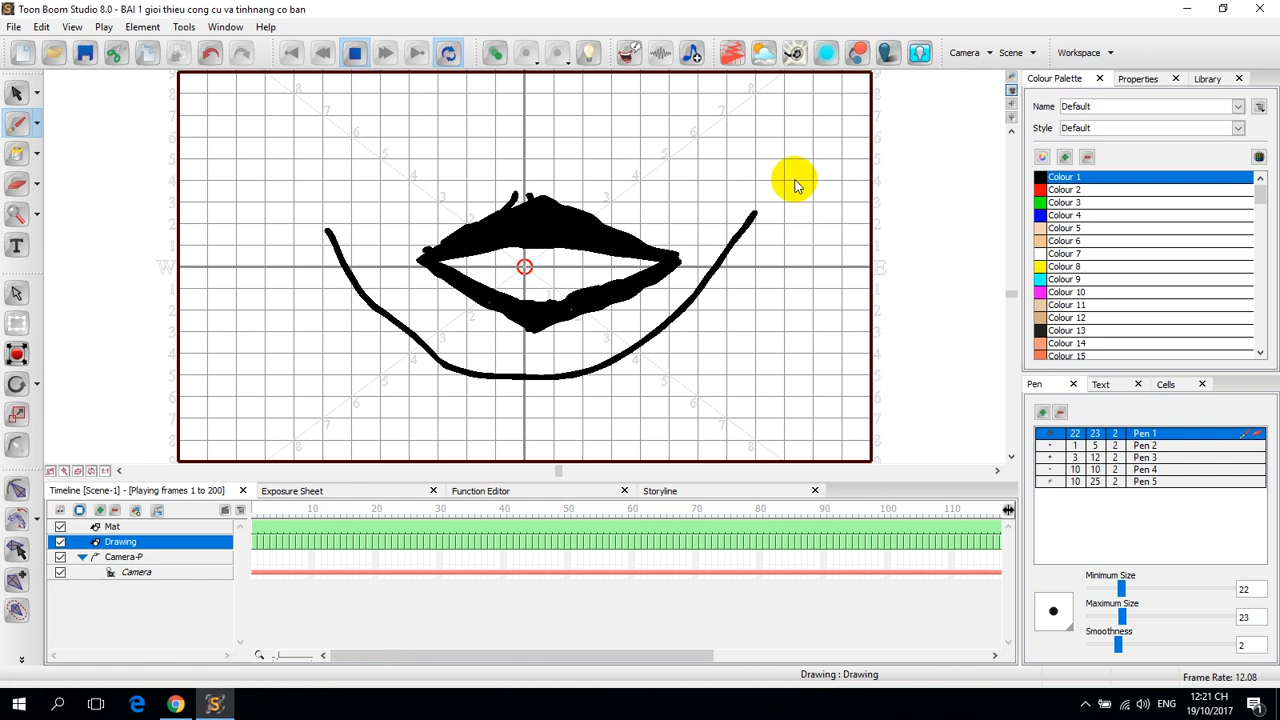 Toon Boom Studio 8.0 - BAI 1 gioi thieu cong cu va tinhnang co ban
File Edit View Play Element Tools Window Help
Camera Scene Workspace
Colour Palette Properties Library
Name Default
Style Default
Colour 1
Colour 2
Colour 3
Colour 4
Colour 5
Colour 6
Colour 7
Colour 8
Colour 9
Colour 10
Colour 11
Colour 12
Colour 13
Colour 14
Colour 15
W E
Pen Text Cells
22 23 2 Pen 1
1 5 2 Pen 2
3 12 2 Pen 3
10 10 2 Pen 4
10 25 2 Pen 5
Minimum Size
22
Maximum Size
23
Smoothness
2
Timeline [Scene-1] - [Playing frames 1 to 200] Exposure Sheet Function Editor Storyline
10 20 30 40 50 60 70 80 90 100 110
Mat
Drawing
Camera-P
Camera
Drawing : Drawing
Frame Rate: 12.08
ENG
12:21 CH
19/10/2017